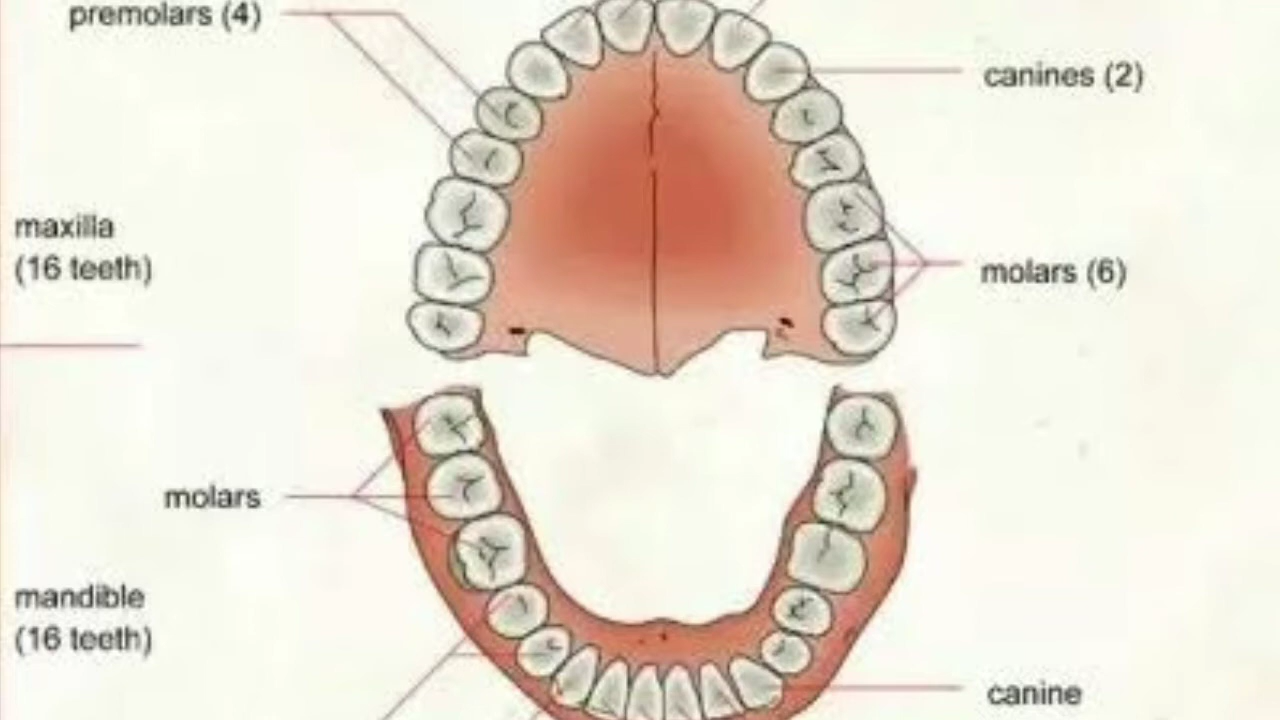 premolars (4)
canines (2)
maxilla
(16 teeth)
molars (6)
molars
mandible
(16 teeth)
canine